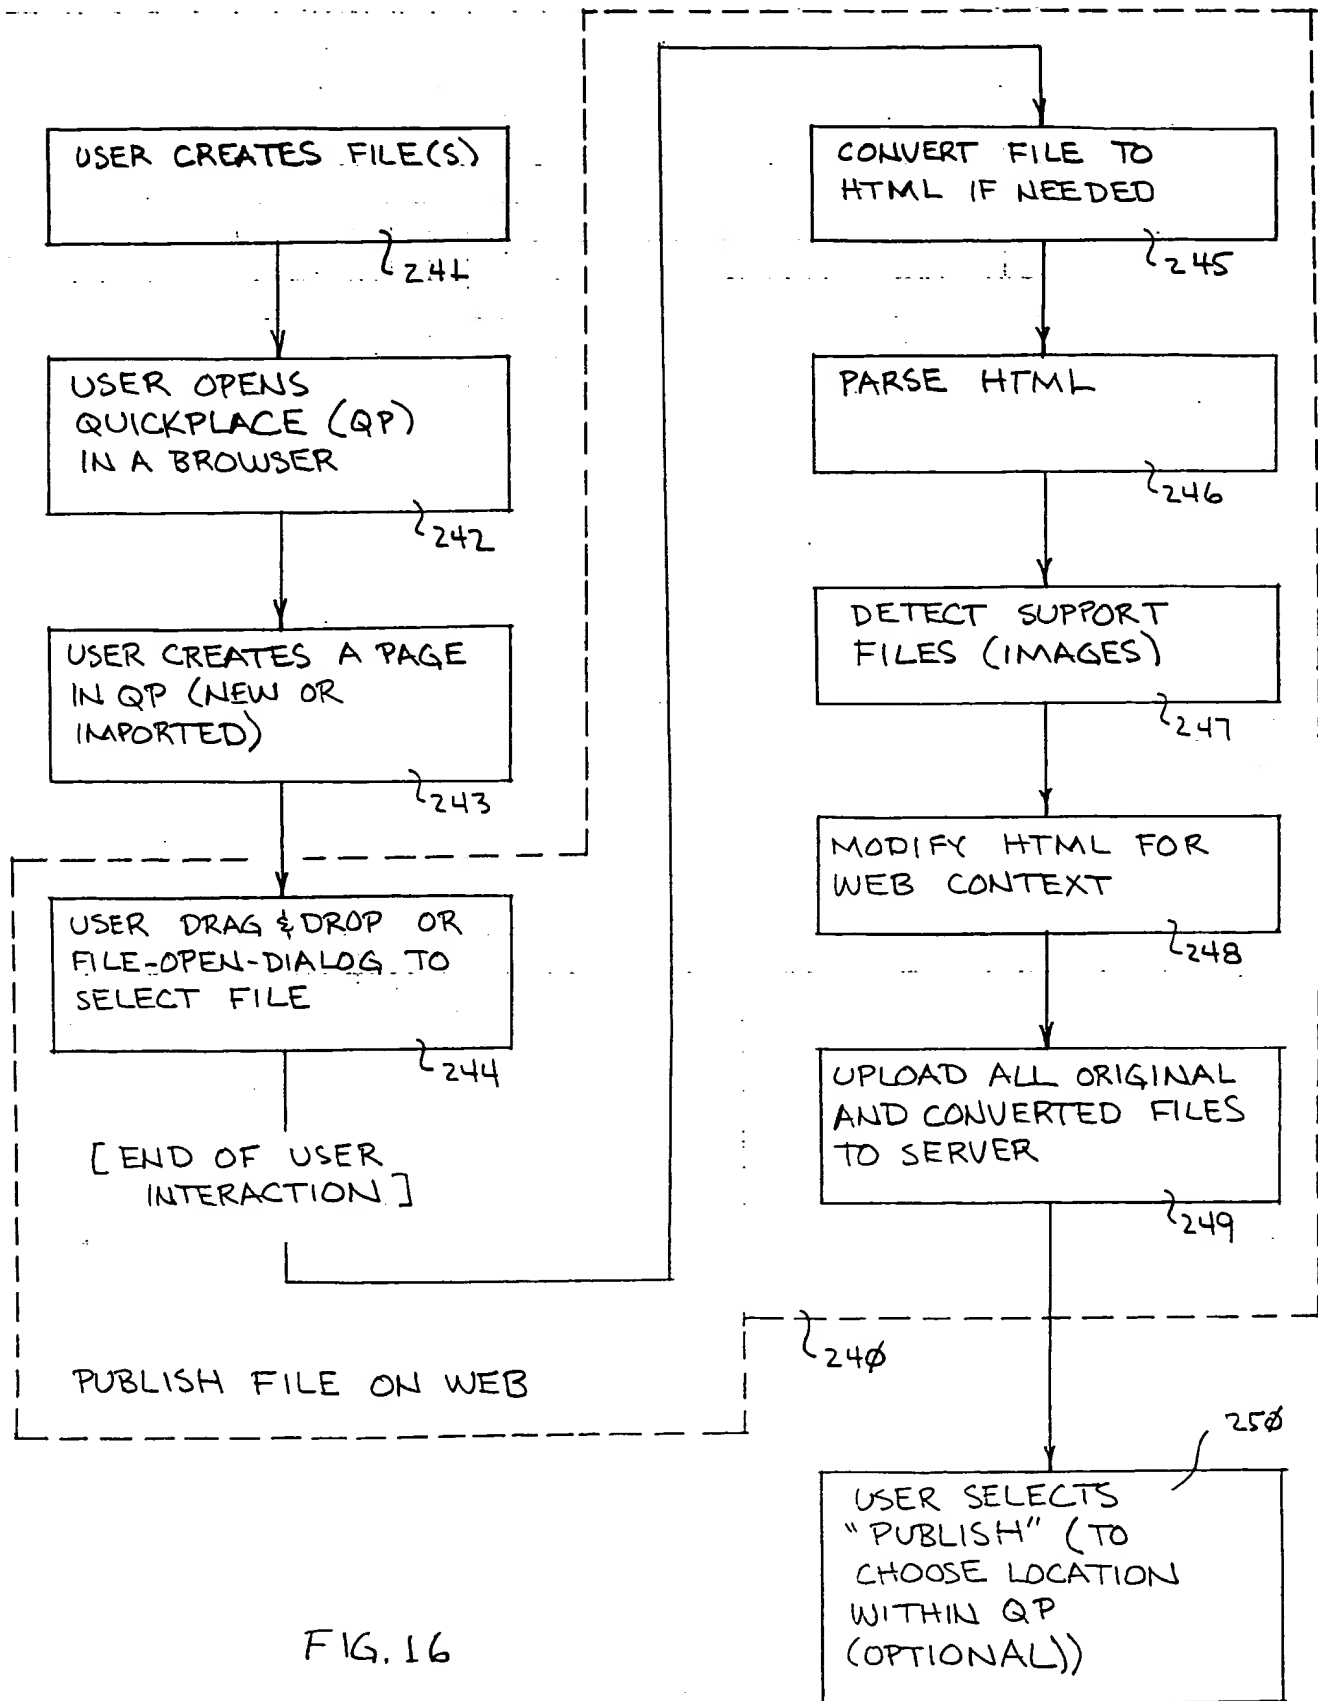 USER CREATES FILE(S)
241
USER OPENS
QUICKPLACE (QP)
IN A BROWSER
242
USER CREATES A PAGE
IN QP (NEW OR
IMPORTED)
243
USER DRAG & DROP OR
FILE-OPEN-DIALOG TO
SELECT FILE
244
[END OF USER
INTERACTION]
PUBLISH FILE ON WEB
CONVERT FILE TO
HTML IF NEEDED
245
PARSE HTML
246
DETECT SUPPORT
FILES (IMAGES)
247
MODIFY HTML FOR
WEB CONTEXT
248
UPLOAD ALL ORIGINAL
AND CONVERTED FILES
TO SERVER
249
240
250
USER SELECTS
"PUBLISH" (TO
CHOOSE LOCATION
WITHIN QP
(OPTIONAL))
FIG. 16